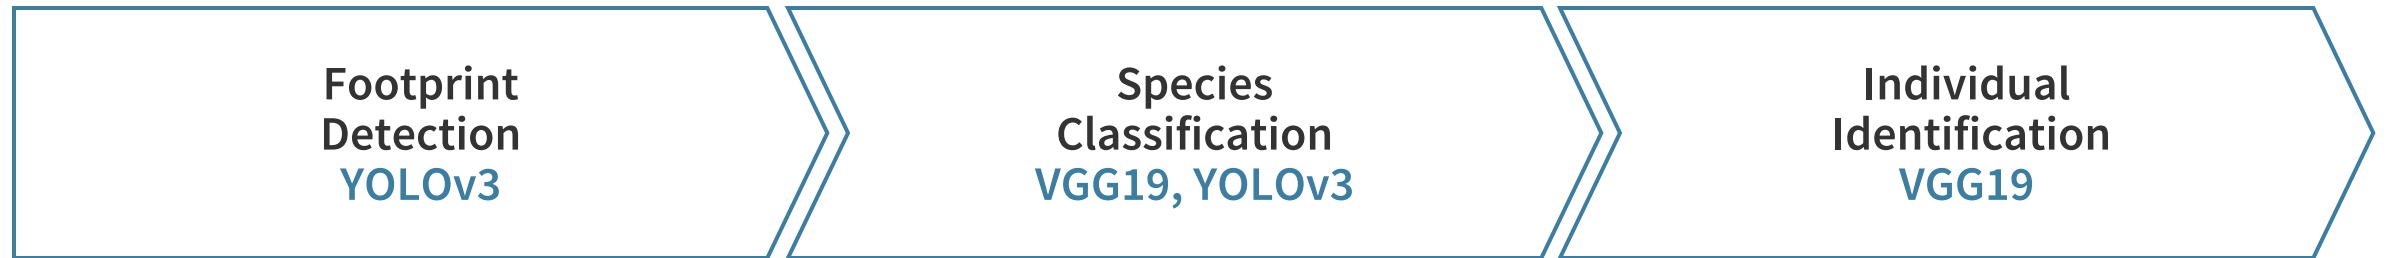 Footprint
Detection
YOLOv3
Species
Classification
VGG19, YOLOv3
Individual
Identification
VGG19